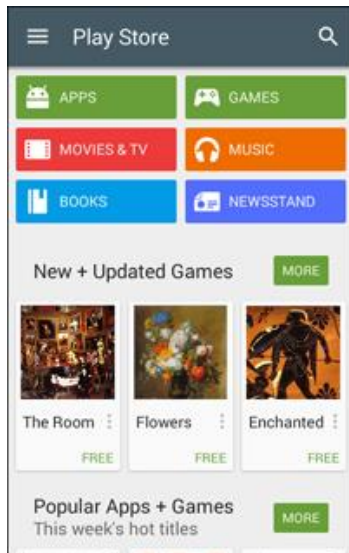 Play Store
APPS
GAMES
MOVIES & TV
MUSIC
BOOKS
NEWSSTAND
New + Updated Games
MORE
The Room
Flowers
Enchanted
FREE
FREE
FREE
Popular Apps + Games
This week's hot titles
MORE